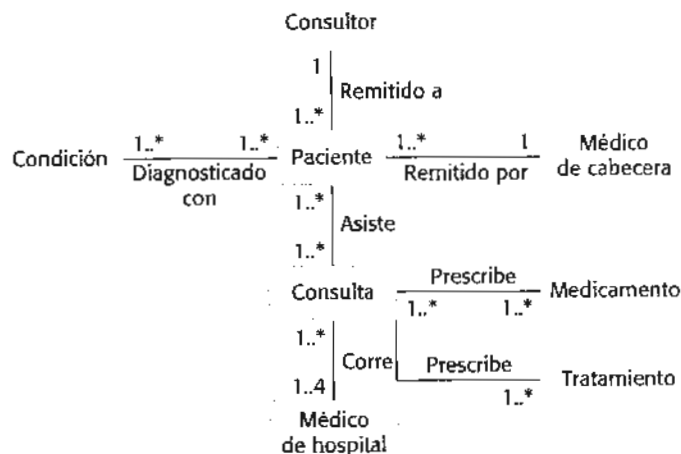 Consultor
1
Remitido a
1..*
1..* 1..* Paciente 1..* 1 Médico
Condición Diagnosticado Remitido por de cabecera
con
1..*
Asiste
1..*
Prescribe
Consulta 1..* 1..* Medicamento
1..*
Corre Prescribe Tratamiento
1..4 1..*
Médico
de hospital